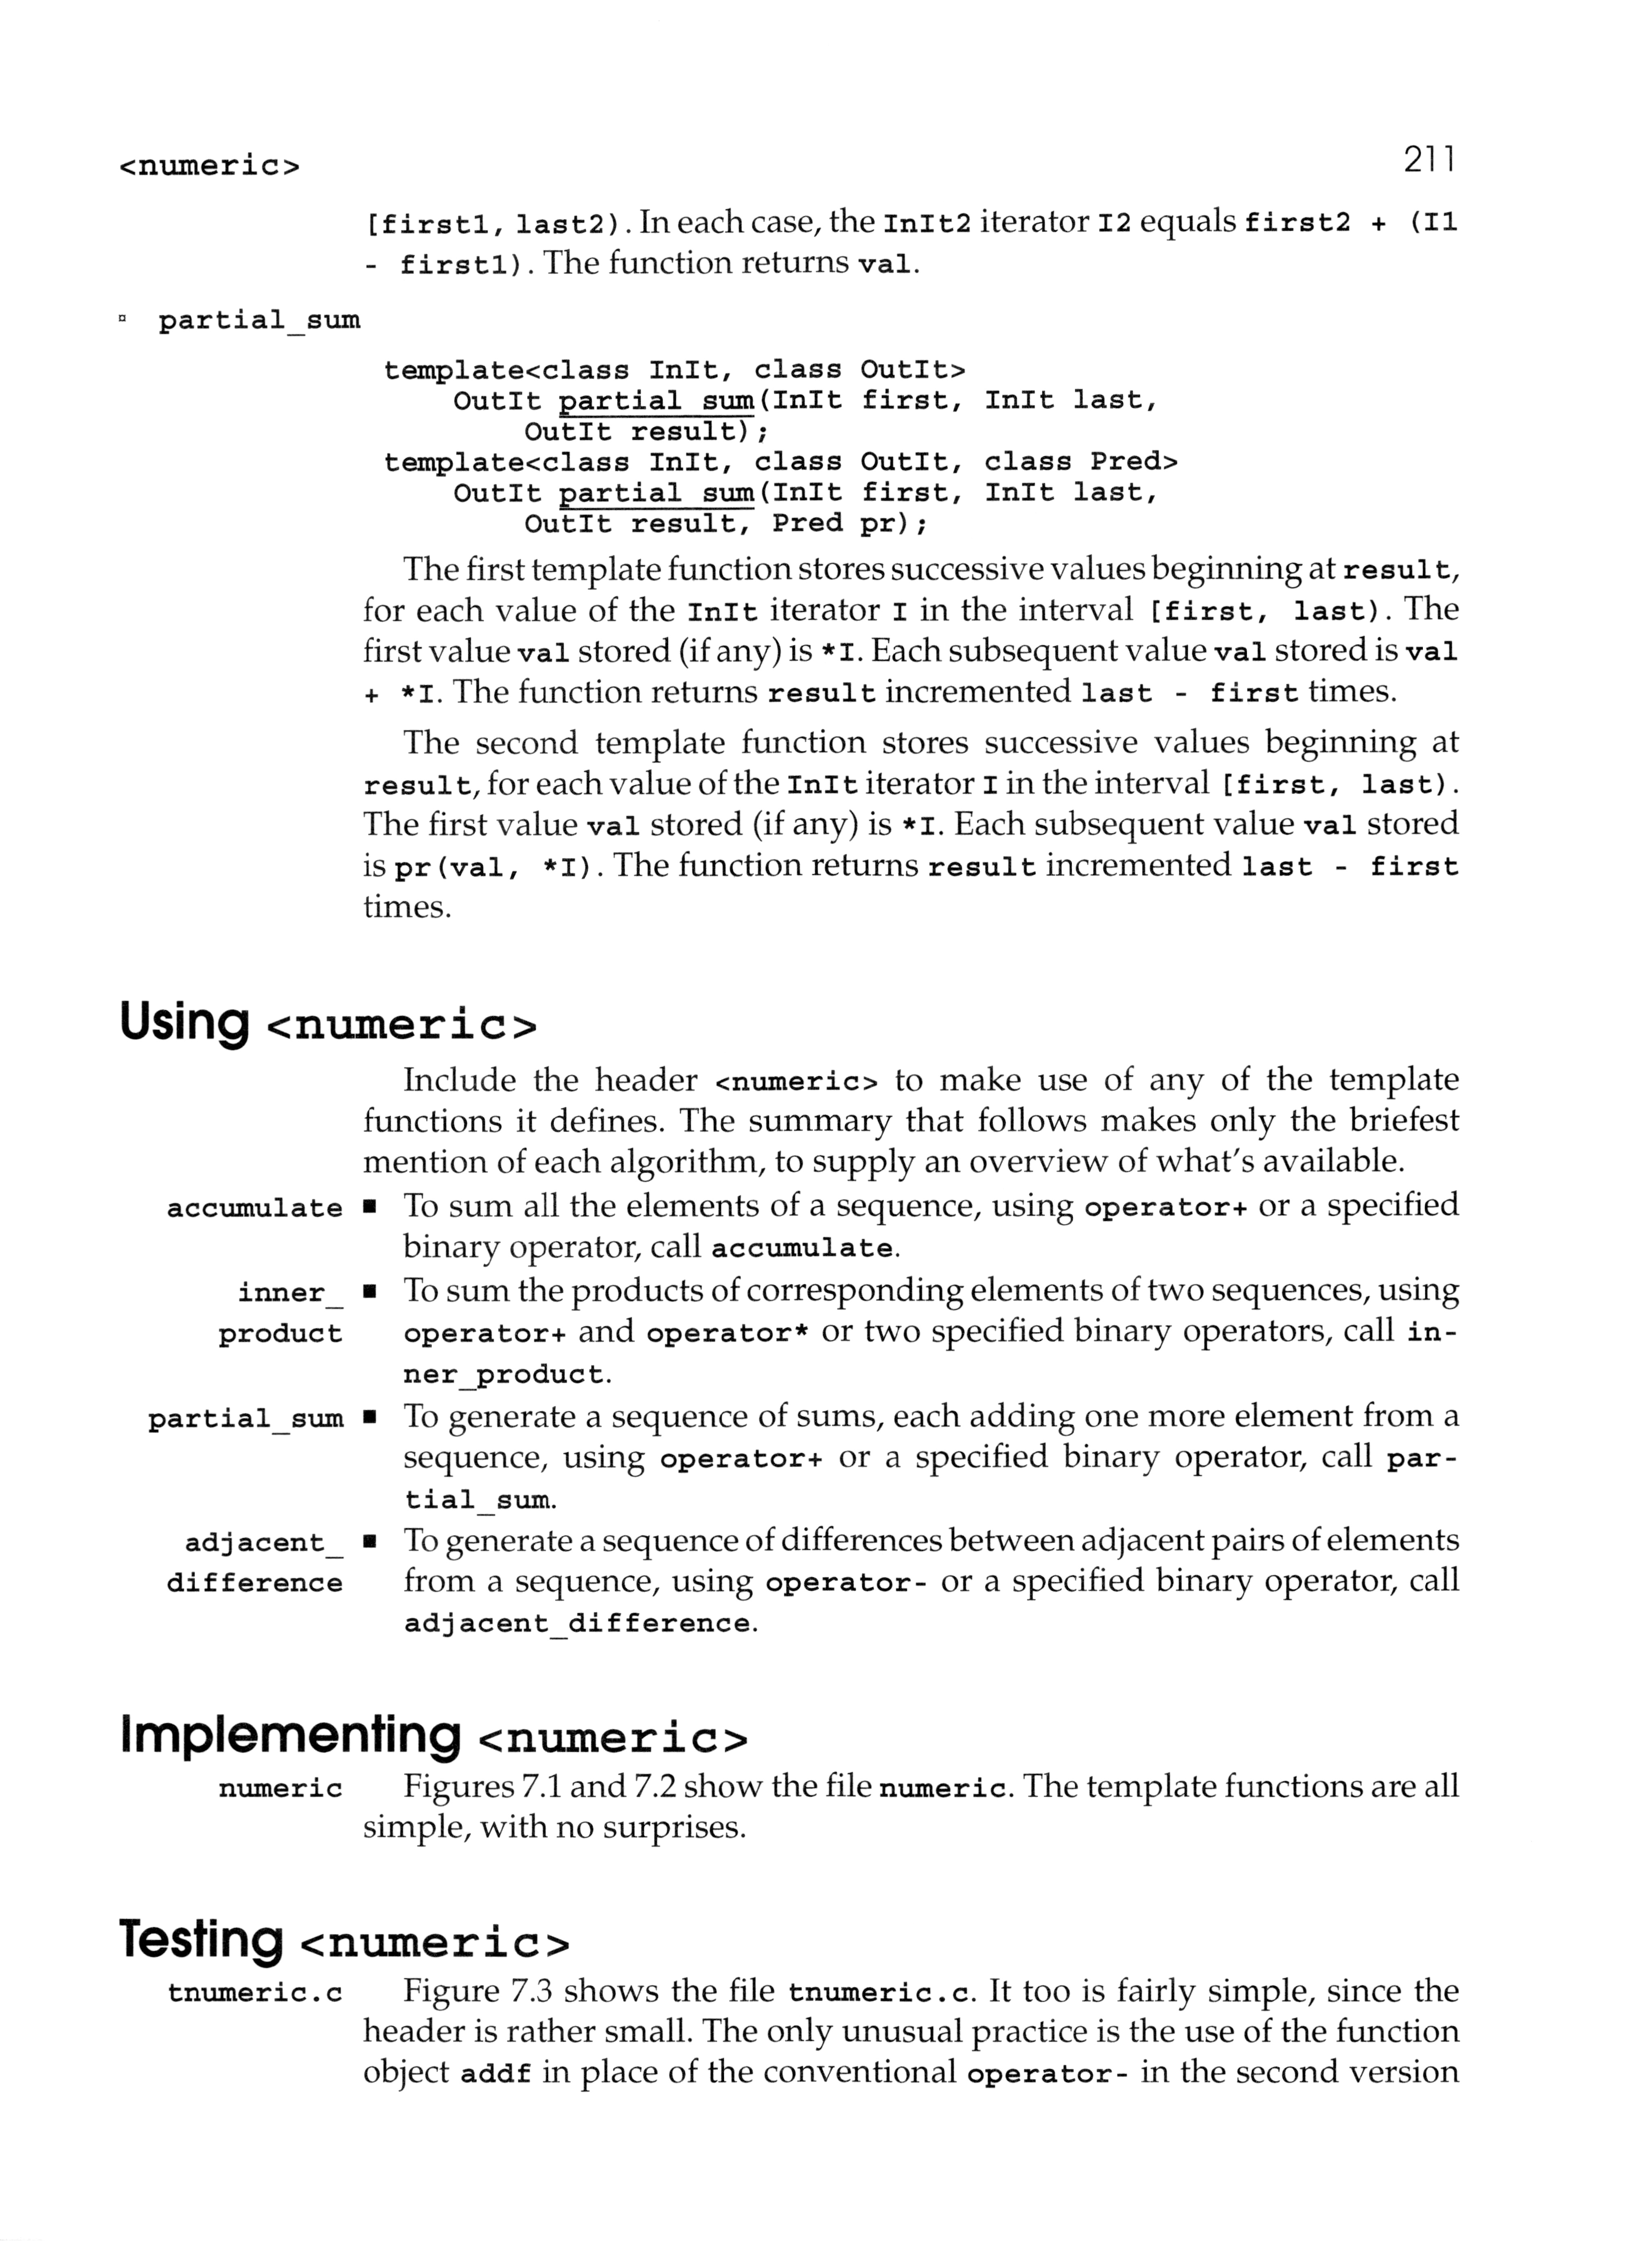 <numeric>
211
[first1, last2). In each case, the InIt2 iterator I2 equals first2 + (I1
- first1). The function returns val.
▫ partial_sum
template<class InIt, class OutIt>
    OutIt partial_sum(InIt first, InIt last,
        OutIt result);
template<class InIt, class OutIt, class Pred>
    OutIt partial_sum(InIt first, InIt last,
        OutIt result, Pred pr);
The first template function stores successive values beginning at result,
for each value of the InIt iterator I in the interval [first, last). The
first value val stored (if any) is *I. Each subsequent value val stored is val
+ *I. The function returns result incremented last - first times.
The second template function stores successive values beginning at
result, for each value of the InIt iterator I in the interval [first, last).
The first value val stored (if any) is *I. Each subsequent value val stored
is pr(val, *I). The function returns result incremented last - first
times.
Using <numeric>
Include the header <numeric> to make use of any of the template
functions it defines. The summary that follows makes only the briefest
mention of each algorithm, to supply an overview of what's available.
accumulate ■ To sum all the elements of a sequence, using operator+ or a specified
binary operator, call accumulate.
inner_ ■ To sum the products of corresponding elements of two sequences, using
product operator+ and operator* or two specified binary operators, call in-
ner_product.
partial_sum ■ To generate a sequence of sums, each adding one more element from a
sequence, using operator+ or a specified binary operator, call par-
tial_sum.
adjacent_ ■ To generate a sequence of differences between adjacent pairs of elements
difference from a sequence, using operator- or a specified binary operator, call
adjacent_difference.
Implementing <numeric>
numeric Figures 7.1 and 7.2 show the file numeric. The template functions are all
simple, with no surprises.
Testing <numeric>
tnumeric.c Figure 7.3 shows the file tnumeric.c. It too is fairly simple, since the
header is rather small. The only unusual practice is the use of the function
object addf in place of the conventional operator- in the second version